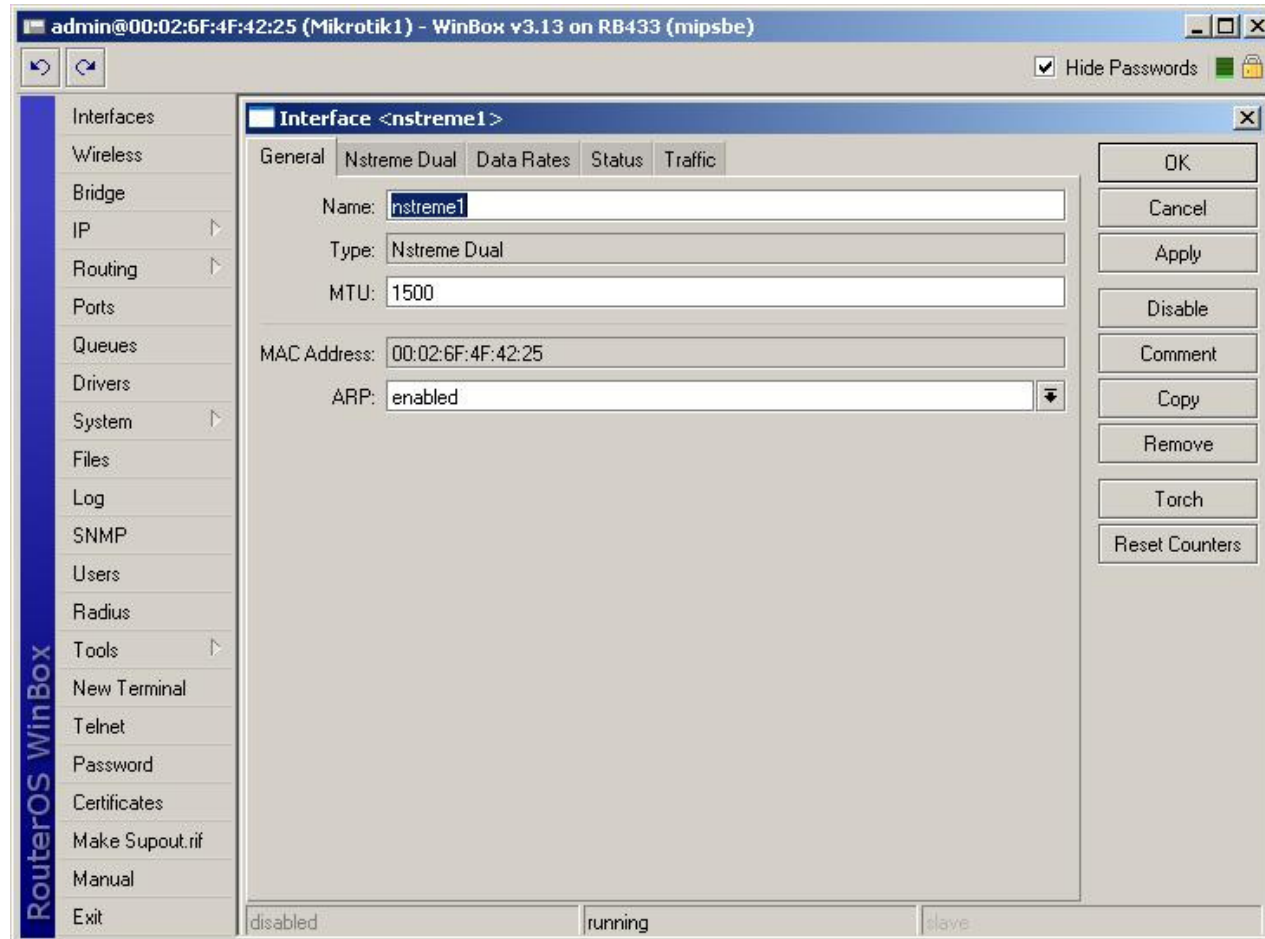 admin@00:02:6F:4F:42:25 (Mikrotik1) - WinBox v3.13 on RB433 (mipsbe)
Hide Passwords
RouterOS WinBox
Interfaces
Wireless
Bridge
IP
Routing
Ports
Queues
Drivers
System
Files
Log
SNMP
Users
Radius
Tools
New Terminal
Telnet
Password
Certificates
Make Supout.rif
Manual
Exit
Interface <nstreme1>
General Nstreme Dual Data Rates Status Traffic
Name: nstreme1
Type: Nstreme Dual
MTU: 1500
MAC Address: 00:02:6F:4F:42:25
ARP: enabled
OK
Cancel
Apply
Disable
Comment
Copy
Remove
Torch
Reset Counters
disabled running slave